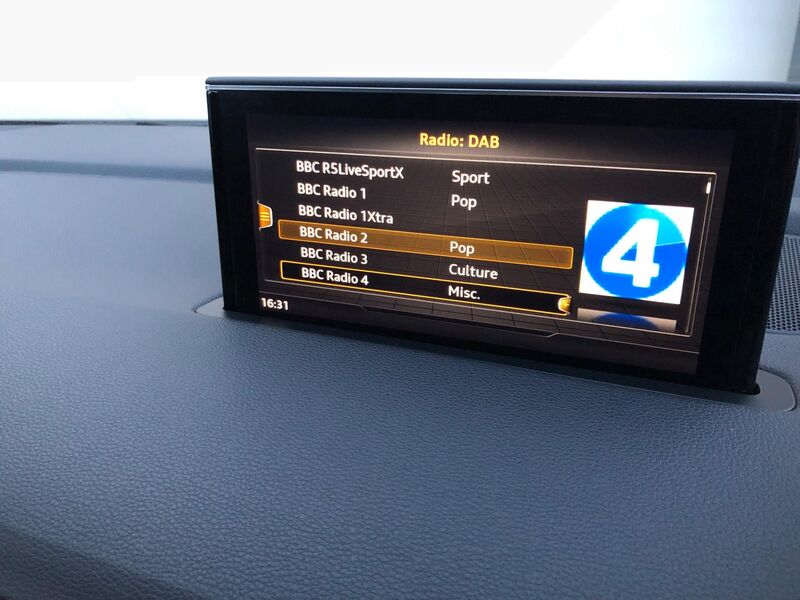 Radio: DAB
BBC R5LiveSportX Sport
BBC Radio 1 Pop
BBC Radio 1Xtra
BBC Radio 2 Pop
BBC Radio 3 Culture
BBC Radio 4 Misc.
4
16:31